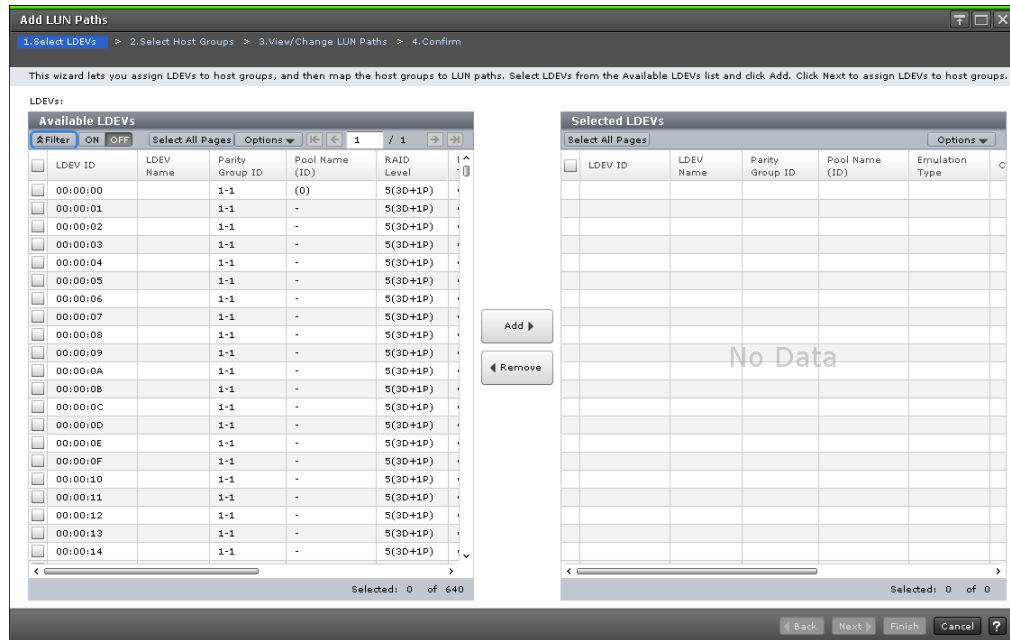 Add LUN Paths
1.Select LDEVs > 2.Select Host Groups > 3.View/Change LUN Paths > 4.Confirm
This wizard lets you assign LDEVs to host groups, and then map the host groups to LUN paths. Select LDEVs from the Available LDEVs list and click Add. Click Next to assign LDEVs to host groups.
LDEVs:
Available LDEVs
Filter ON OFF Select All Pages Options 1 / 1
LDEV ID LDEV Name Parity Group ID Pool Name (ID) RAID Level
00:00:00 1-1 (0) 5(3D+1P)
00:00:01 1-1 - 5(3D+1P)
00:00:02 1-1 - 5(3D+1P)
00:00:03 1-1 - 5(3D+1P)
00:00:04 1-1 - 5(3D+1P)
00:00:05 1-1 - 5(3D+1P)
00:00:06 1-1 - 5(3D+1P)
00:00:07 1-1 - 5(3D+1P)
00:00:08 1-1 - 5(3D+1P)
00:00:09 1-1 - 5(3D+1P)
00:00:0A 1-1 - 5(3D+1P)
00:00:0B 1-1 - 5(3D+1P)
00:00:0C 1-1 - 5(3D+1P)
00:00:0D 1-1 - 5(3D+1P)
00:00:0E 1-1 - 5(3D+1P)
00:00:0F 1-1 - 5(3D+1P)
00:00:10 1-1 - 5(3D+1P)
00:00:11 1-1 - 5(3D+1P)
00:00:12 1-1 - 5(3D+1P)
00:00:13 1-1 - 5(3D+1P)
00:00:14 1-1 - 5(3D+1P)
Selected: 0 of 640
Add
Remove
Selected LDEVs
Select All Pages Options
LDEV ID LDEV Name Parity Group ID Pool Name (ID) Emulation Type C
No Data
Selected: 0 of 0
Back Next Finish Cancel ?